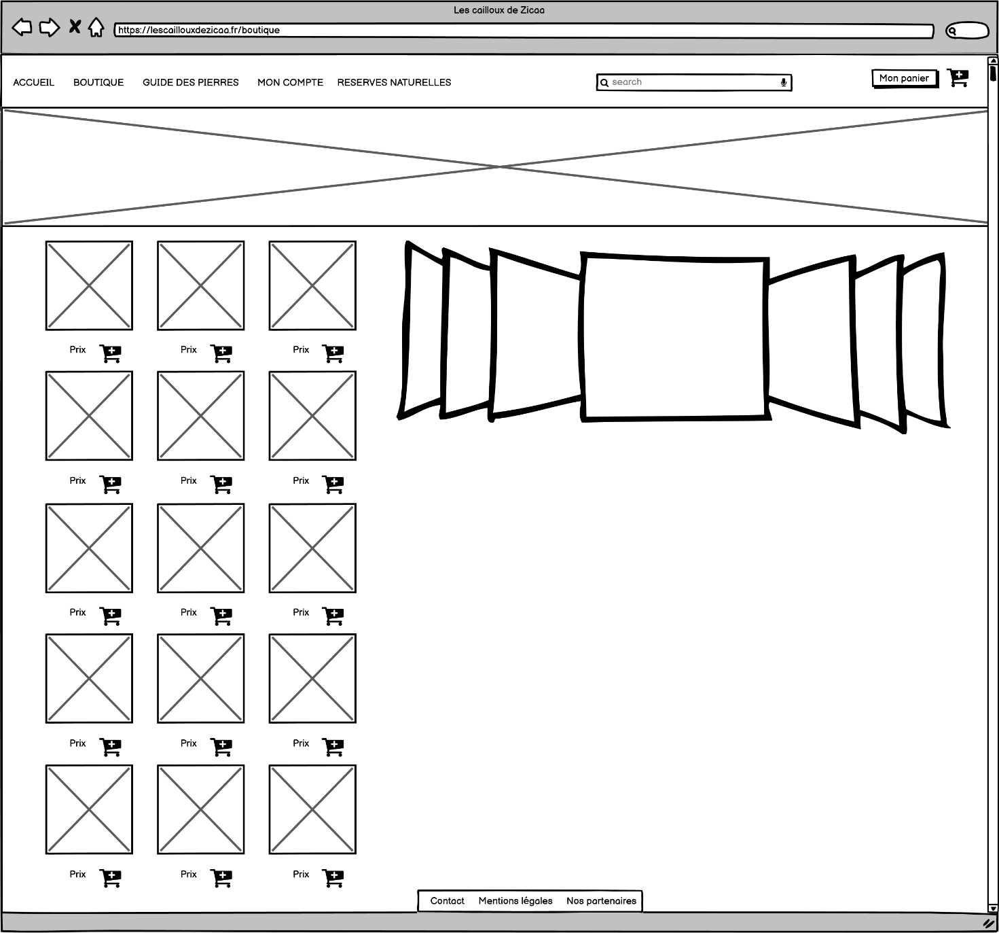 Les cailloux de Zicaa
https://lescaillouxdezicaa.fr/boutique
ACCUEIL BOUTIQUE GUIDE DES PIERRES MON COMPTE RESERVES NATURELLES search Mon panier
Prix Prix Prix
Prix Prix Prix
Prix Prix Prix
Prix Prix Prix
Prix Prix Prix
Contact Mentions légales Nos partenaires